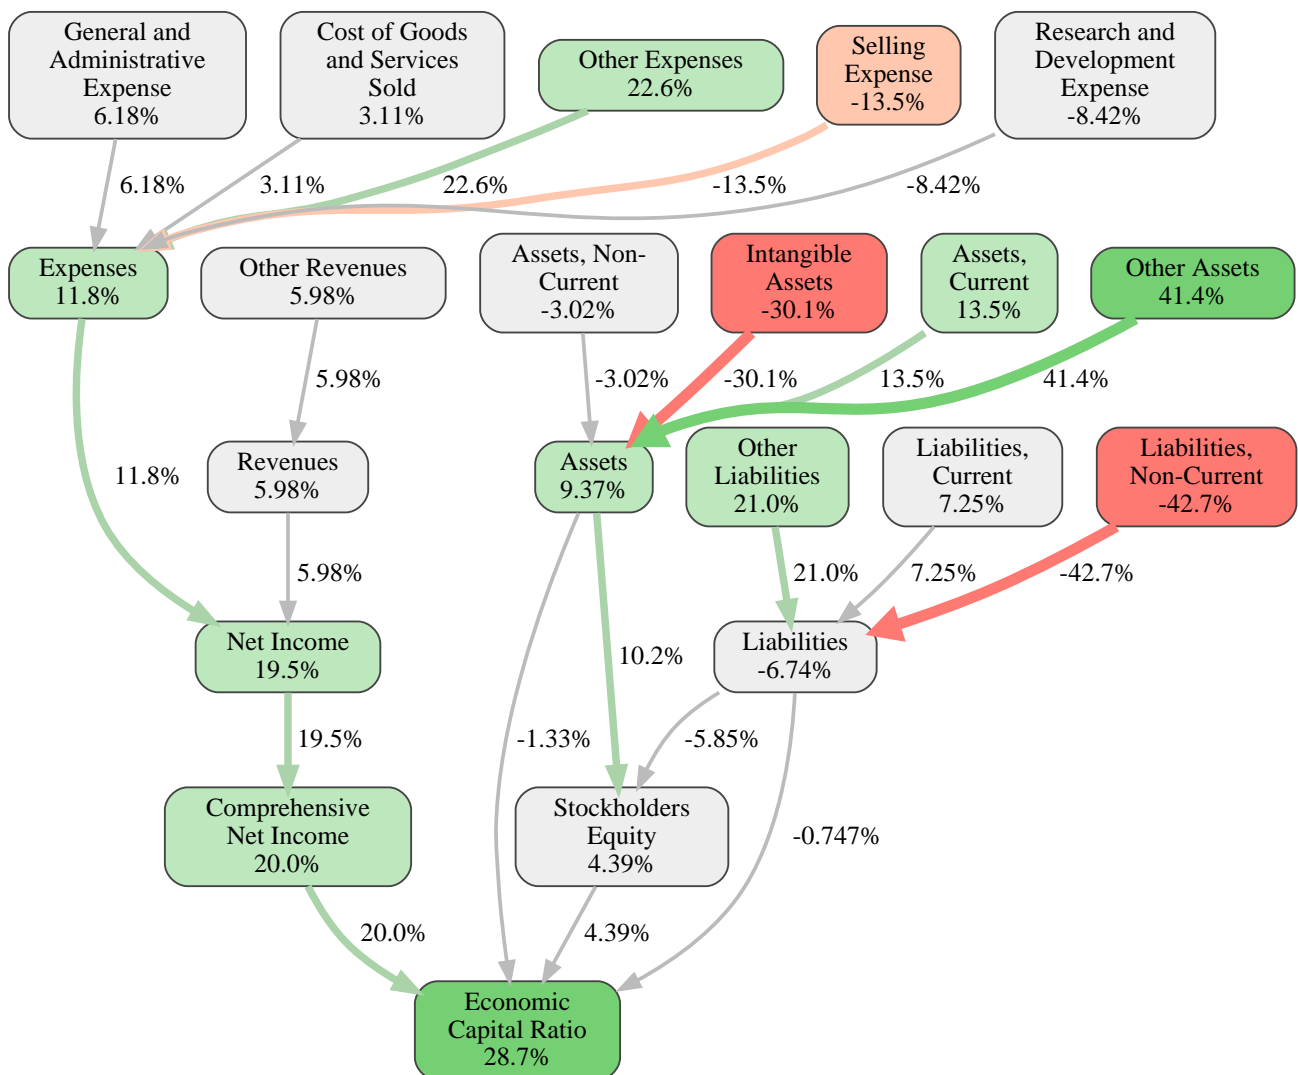 General and
Administrative
Expense
6.18%
Cost of Goods
and Services
Sold
3.11%
Other Expenses
22.6%
Selling
Expense
-13.5%
Research and
Development
Expense
-8.42%
6.18%
3.11%
22.6%
-13.5%
-8.42%
Expenses
11.8%
Other Revenues
5.98%
Assets, Non-
Current
-3.02%
Intangible
Assets
-30.1%
Assets,
Current
13.5%
Other Assets
41.4%
5.98%
-3.02%
-30.1%
13.5%
41.4%
11.8%
Revenues
5.98%
Assets
9.37%
Other
Liabilities
21.0%
Liabilities,
Current
7.25%
Liabilities,
Non-Current
-42.7%
5.98%
21.0%
7.25%
-42.7%
Net Income
19.5%
10.2%
Liabilities
-6.74%
19.5%
-1.33%
-5.85%
Comprehensive
Net Income
20.0%
Stockholders
Equity
4.39%
-0.747%
20.0%
4.39%
Economic
Capital Ratio
28.7%